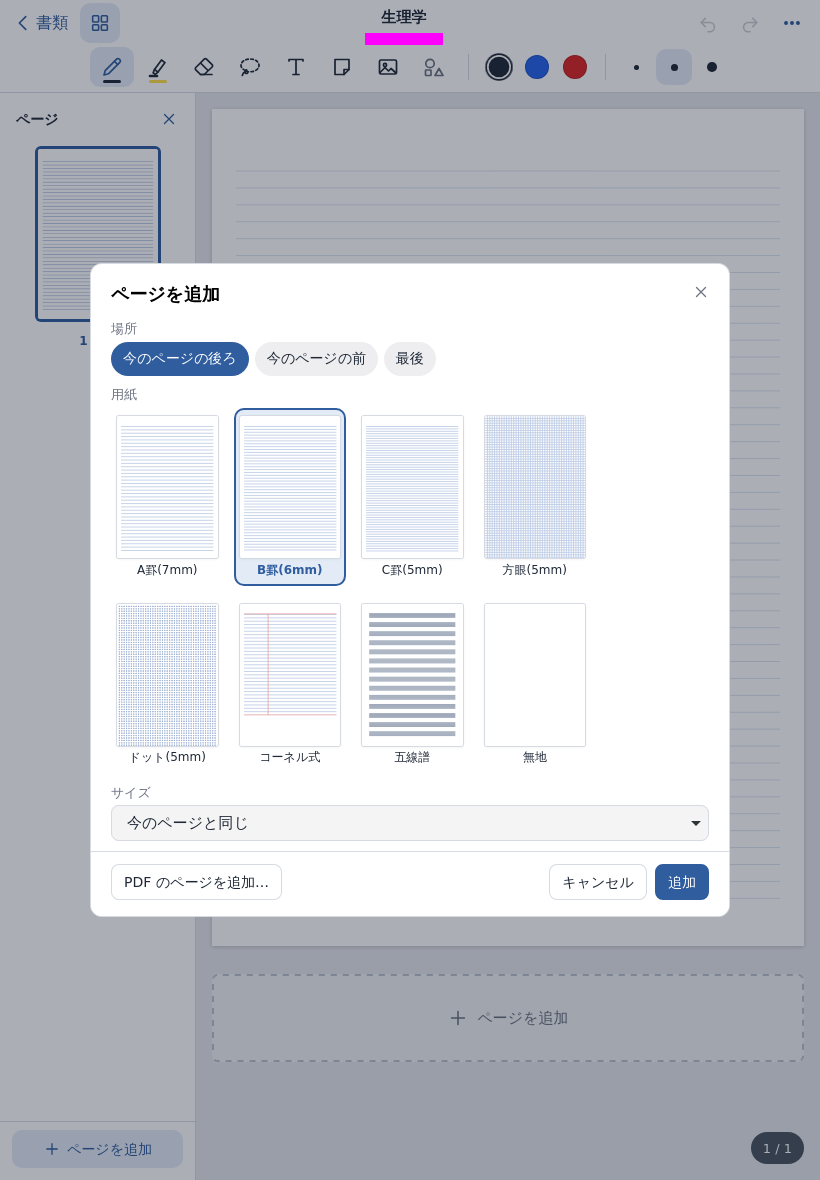 書類
生理学
ページ
1
ページを追加
場所
今のページの後ろ
今のページの前
最後
用紙
A罫(7mm)
B罫(6mm)
C罫(5mm)
方眼(5mm)
ドット(5mm)
コーネル式
五線譜
無地
サイズ
今のページと同じ
PDF のページを追加…
キャンセル
追加
ページを追加
ページを追加
1 / 1